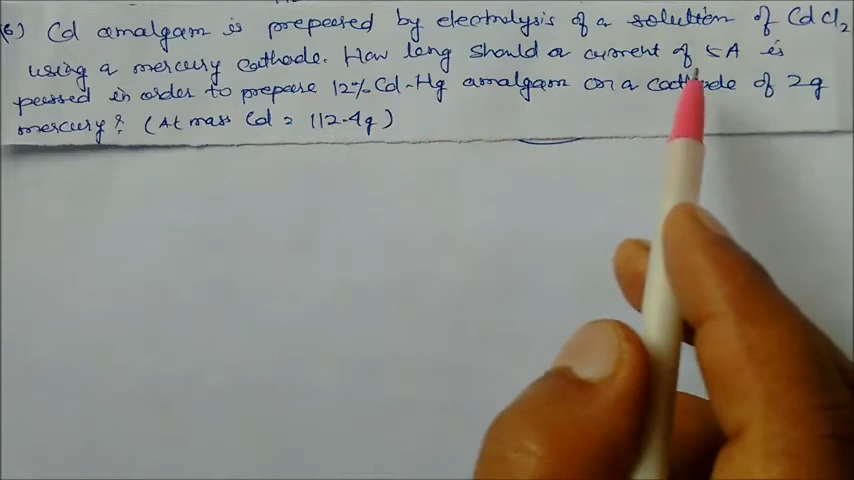 (6) Cd amalgam is prepared by electrolysis of a solution of CdCl2
using a mercury cathode. How long should a current of 5A is
passed in order to prepare 12% Cd-Hg amalgam on a cathode of 2g
mercury? (At mass Cd = 112.4g)